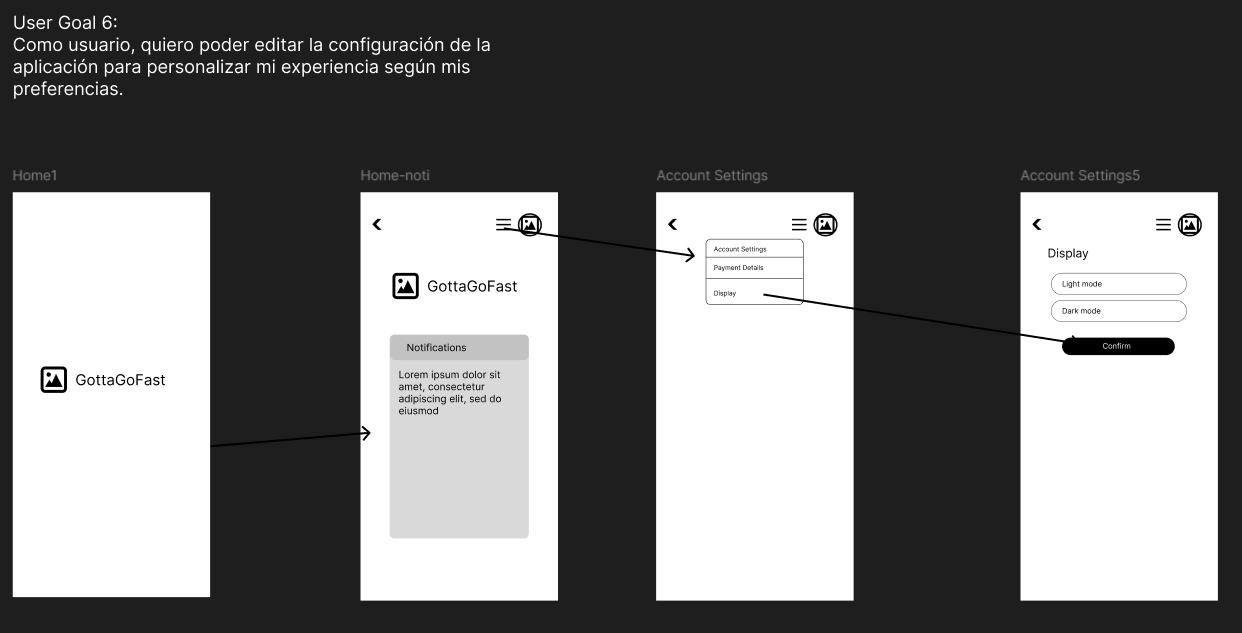 User Goal 6:
Como usuario, quiero poder editar la configuración de la
aplicación para personalizar mi experiencia según mis
preferencias.
Home1
GottaGoFast
Home-noti
GottaGoFast
Notifications
Lorem ipsum dolor sit
amet, consectetur
adipiscing elit, sed do
eiusmod
Account Settings
Account Settings
Payment Details
Display
Account Settings5
Display
Light mode
Dark mode
Confirm